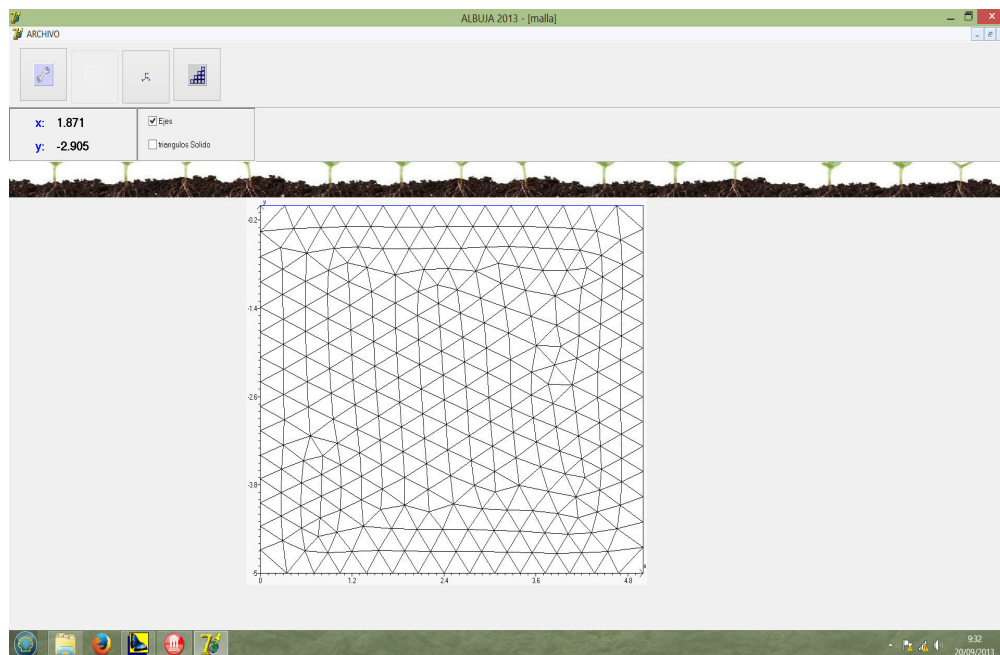 ALBUJA 2013 - [malla]
ARCHIVO
x: 1.871
y: -2.905
Ejes
triangulos Solido
y
-0.2
-1.4
-2.6
-3.8
-5
0 1.2 2.4 3.6 4.8
x
9:32
20/09/2013